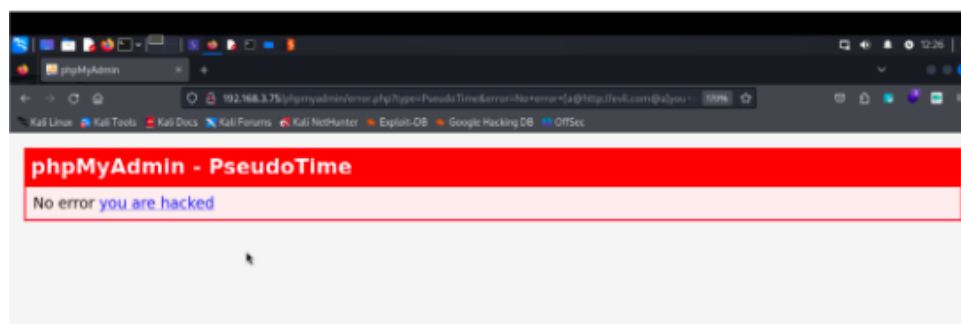 12:26
phpMyAdmin
192.168.3.75/phpmyadmin/error.php?type=PseudoTime&error=No+error+[a@http://evil.com@a]you+ 170%
Kali Linux Kali Tools Kali Docs Kali Forums Kali NetHunter Exploit-DB Google Hacking DB OffSec
phpMyAdmin - PseudoTime
No error you are hacked